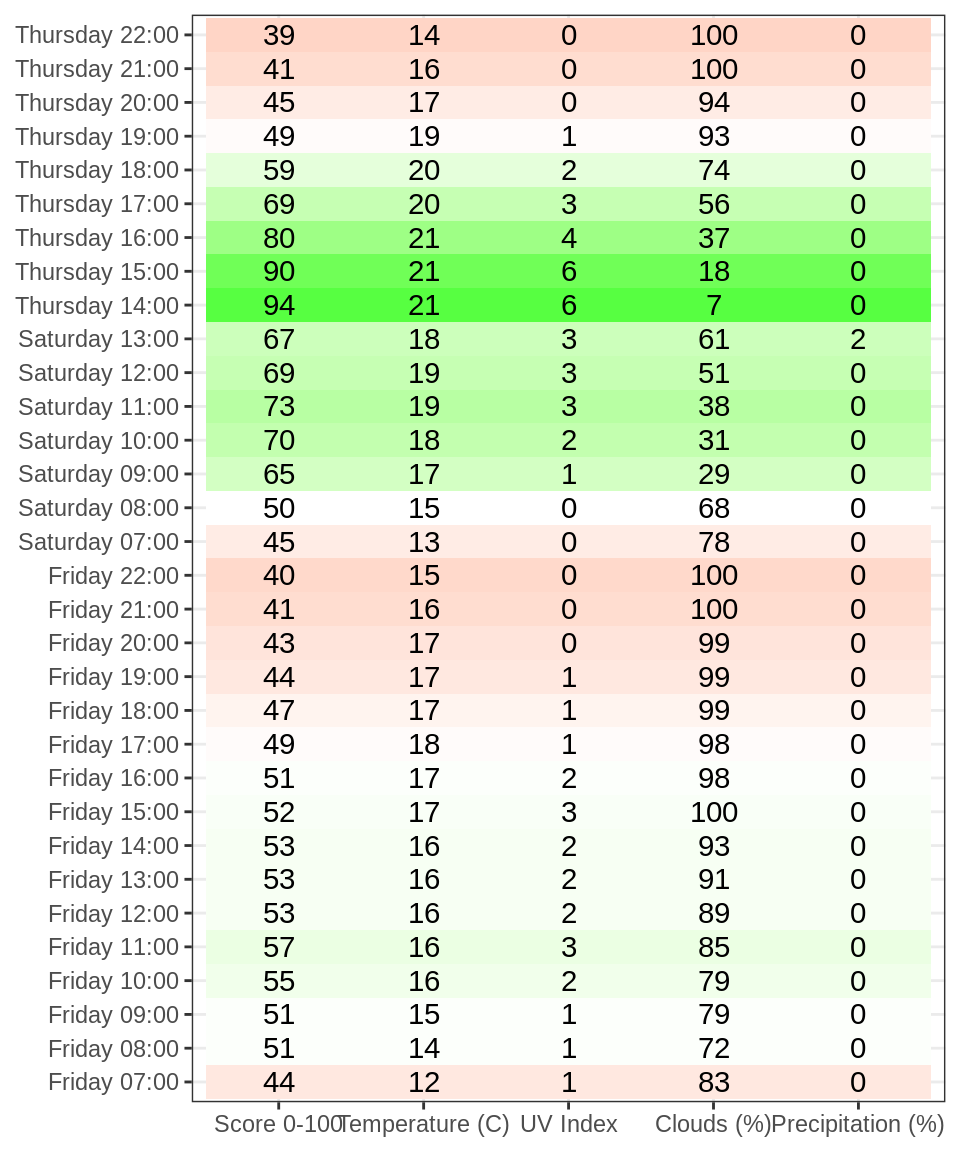 Thursday 22:00 39 14 0 100 0
Thursday 21:00 41 16 0 100 0
Thursday 20:00 45 17 0 94 0
Thursday 19:00 49 19 1 93 0
Thursday 18:00 59 20 2 74 0
Thursday 17:00 69 20 3 56 0
Thursday 16:00 80 21 4 37 0
Thursday 15:00 90 21 6 18 0
Thursday 14:00 94 21 6 7 0
Saturday 13:00 67 18 3 61 2
Saturday 12:00 69 19 3 51 0
Saturday 11:00 73 19 3 38 0
Saturday 10:00 70 18 2 31 0
Saturday 09:00 65 17 1 29 0
Saturday 08:00 50 15 0 68 0
Saturday 07:00 45 13 0 78 0
Friday 22:00 40 15 0 100 0
Friday 21:00 41 16 0 100 0
Friday 20:00 43 17 0 99 0
Friday 19:00 44 17 1 99 0
Friday 18:00 47 17 1 99 0
Friday 17:00 49 18 1 98 0
Friday 16:00 51 17 2 98 0
Friday 15:00 52 17 3 100 0
Friday 14:00 53 16 2 93 0
Friday 13:00 53 16 2 91 0
Friday 12:00 53 16 2 89 0
Friday 11:00 57 16 3 85 0
Friday 10:00 55 16 2 79 0
Friday 09:00 51 15 1 79 0
Friday 08:00 51 14 1 72 0
Friday 07:00 44 12 1 83 0
Score 0-100 Temperature (C) UV Index Clouds (%) Precipitation (%)